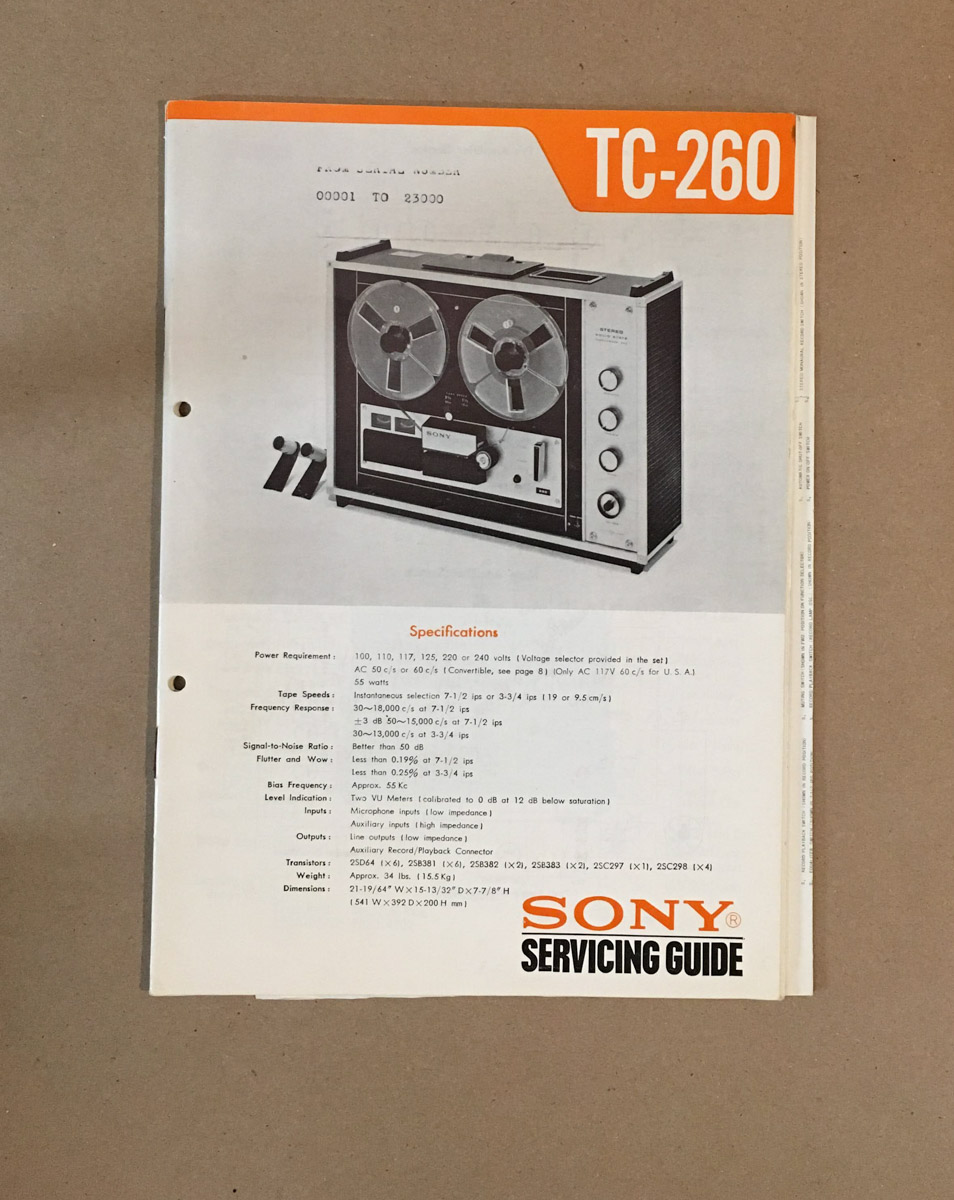 TC-260
FROM SERIAL NUMBER
00001 TO 23000
STEREO
SONY
Specifications
Power Requirement : 100, 110, 117, 125, 220 or 240 volts (Voltage selector provided in the set)
AC 50 c/s or 60 c/s (Convertible, see page 8) (Only AC 117V 60 c/s for U. S. A.)
55 watts
Tape Speeds : Instantaneous selection 7-1/2 ips or 3-3/4 ips (19 or 9.5 cm/s)
Frequency Response : 30~18,000 c/s at 7-1/2 ips
±3 dB 50~15,000 c/s at 7-1/2 ips
30~13,000 c/s at 3-3/4 ips
Signal-to-Noise Ratio : Better than 50 dB
Flutter and Wow : Less than 0.19% at 7-1/2 ips
Less than 0.25% at 3-3/4 ips
Bias Frequency : Approx. 55 Kc
Level Indication : Two VU Meters (calibrated to 0 dB at 12 dB below saturation)
Inputs : Microphone inputs (low impedance)
Auxiliary inputs (high impedance)
Outputs : Line outputs (low impedance)
Auxiliary Record/Playback Connector
Transistors : 2SD64 (×6), 2SB381 (×6), 2SB382 (×2), 2SB383 (×2), 2SC297 (×1), 2SC298 (×4)
Weight : Approx. 34 lbs. (15.5 Kg)
Dimensions : 21-19/64" W×15-13/32" D×7-7/8" H
(541 W×392 D×200 H mm)
SONY®
SERVICING GUIDE